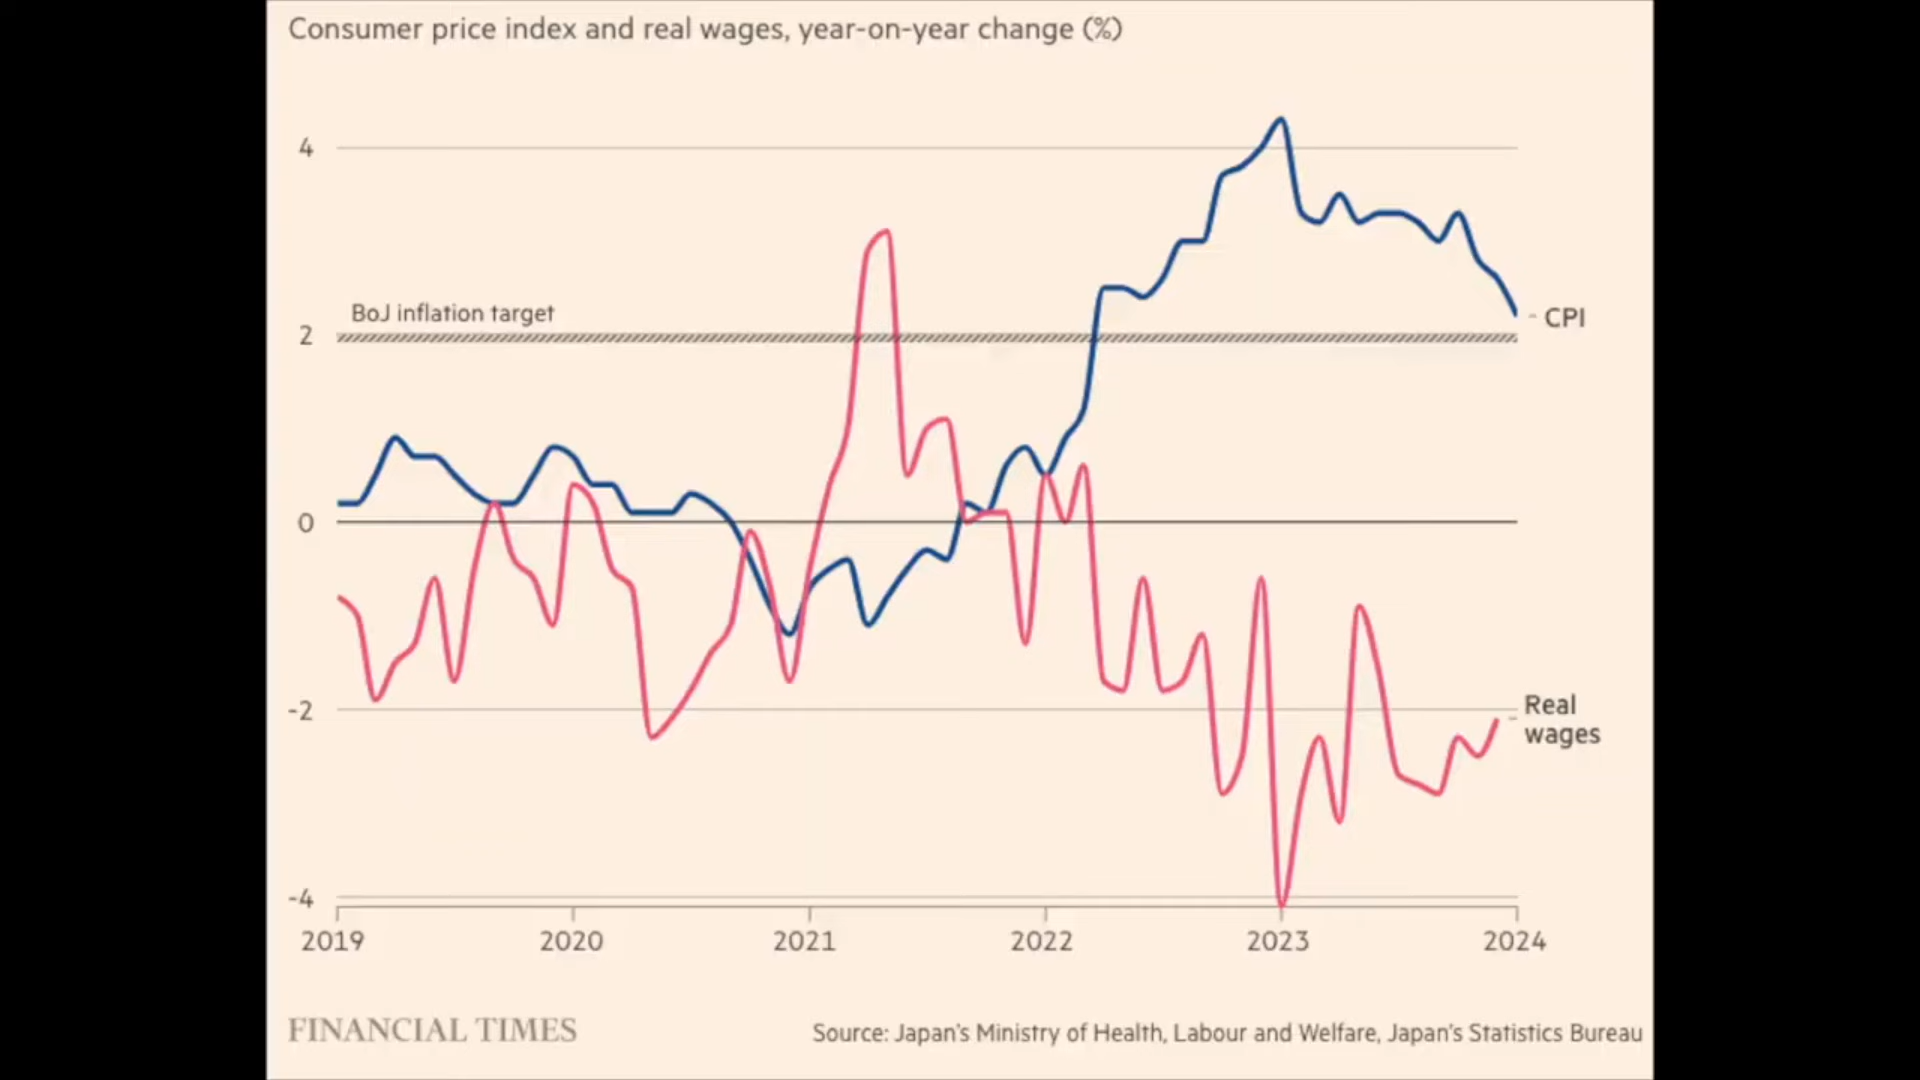 Consumer price index and real wages, year-on-year change (%)
4
BoJ inflation target
2
CPI
0
-2
Real
wages
-4
2019 2020 2021 2022 2023 2024
FINANCIAL TIMES
Source: Japan's Ministry of Health, Labour and Welfare, Japan's Statistics Bureau